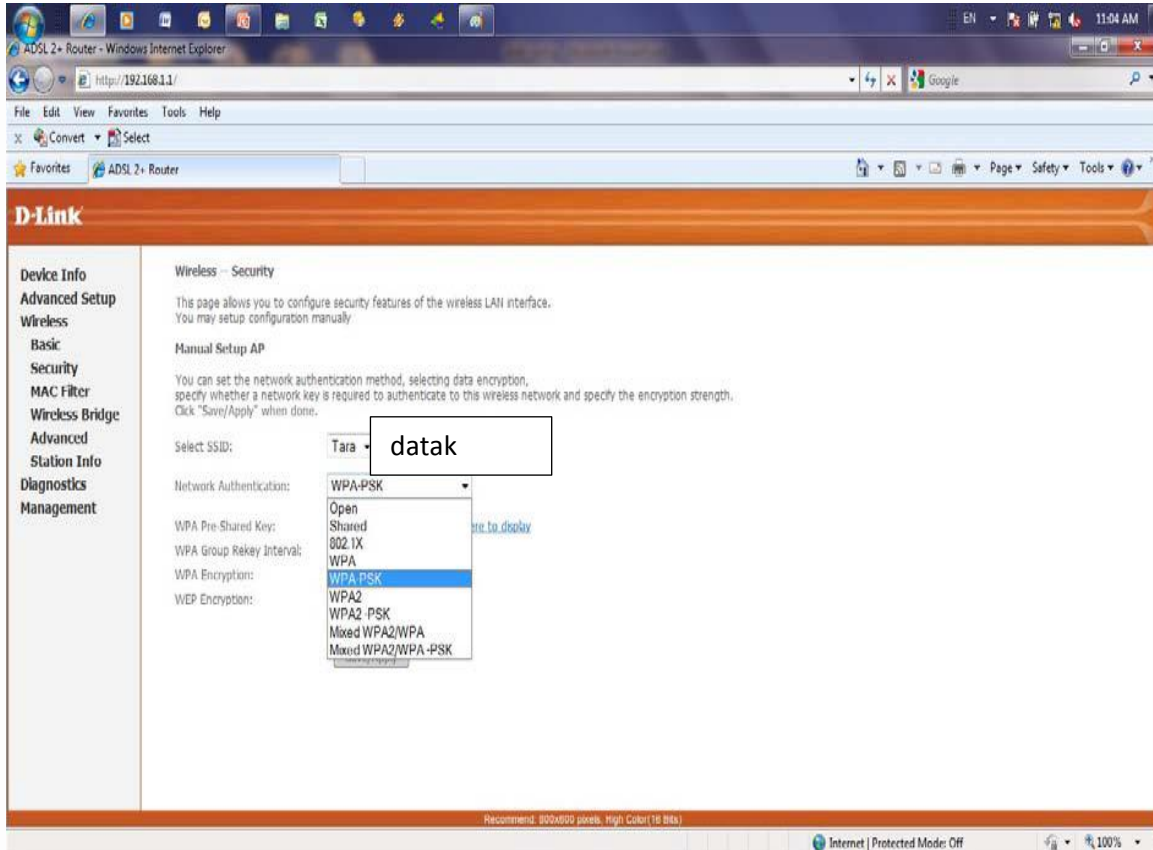 EN 11:04 AM
ADSL 2+ Router - Windows Internet Explorer
http://192.168.1.1/ Google
File Edit View Favorites Tools Help
x Convert Select
Favorites ADSL 2+ Router Page Safety Tools
D-Link
Device Info
Advanced Setup
Wireless
Basic
Security
MAC Filter
Wireless Bridge
Advanced
Station Info
Diagnostics
Management
Wireless -- Security
This page allows you to configure security features of the wireless LAN interface.
You may setup configuration manually
Manual Setup AP
You can set the network authentication method, selecting data encryption,
specify whether a network key is required to authenticate to this wireless network and specify the encryption strength.
Click "Save/Apply" when done.
Select SSID: Tara datak
Network Authentication: WPA-PSK
Open
WPA Pre-Shared Key: Shared to display
802.1X
WPA Group Rekey Interval:
WPA
WPA Encryption: WPA-PSK
WEP Encryption: WPA2
WPA2 -PSK
Mixed WPA2/WPA
Mixed WPA2/WPA -PSK
Recommend: 800x600 pixels, High Color(16 Bits)
Internet | Protected Mode: Off 100%